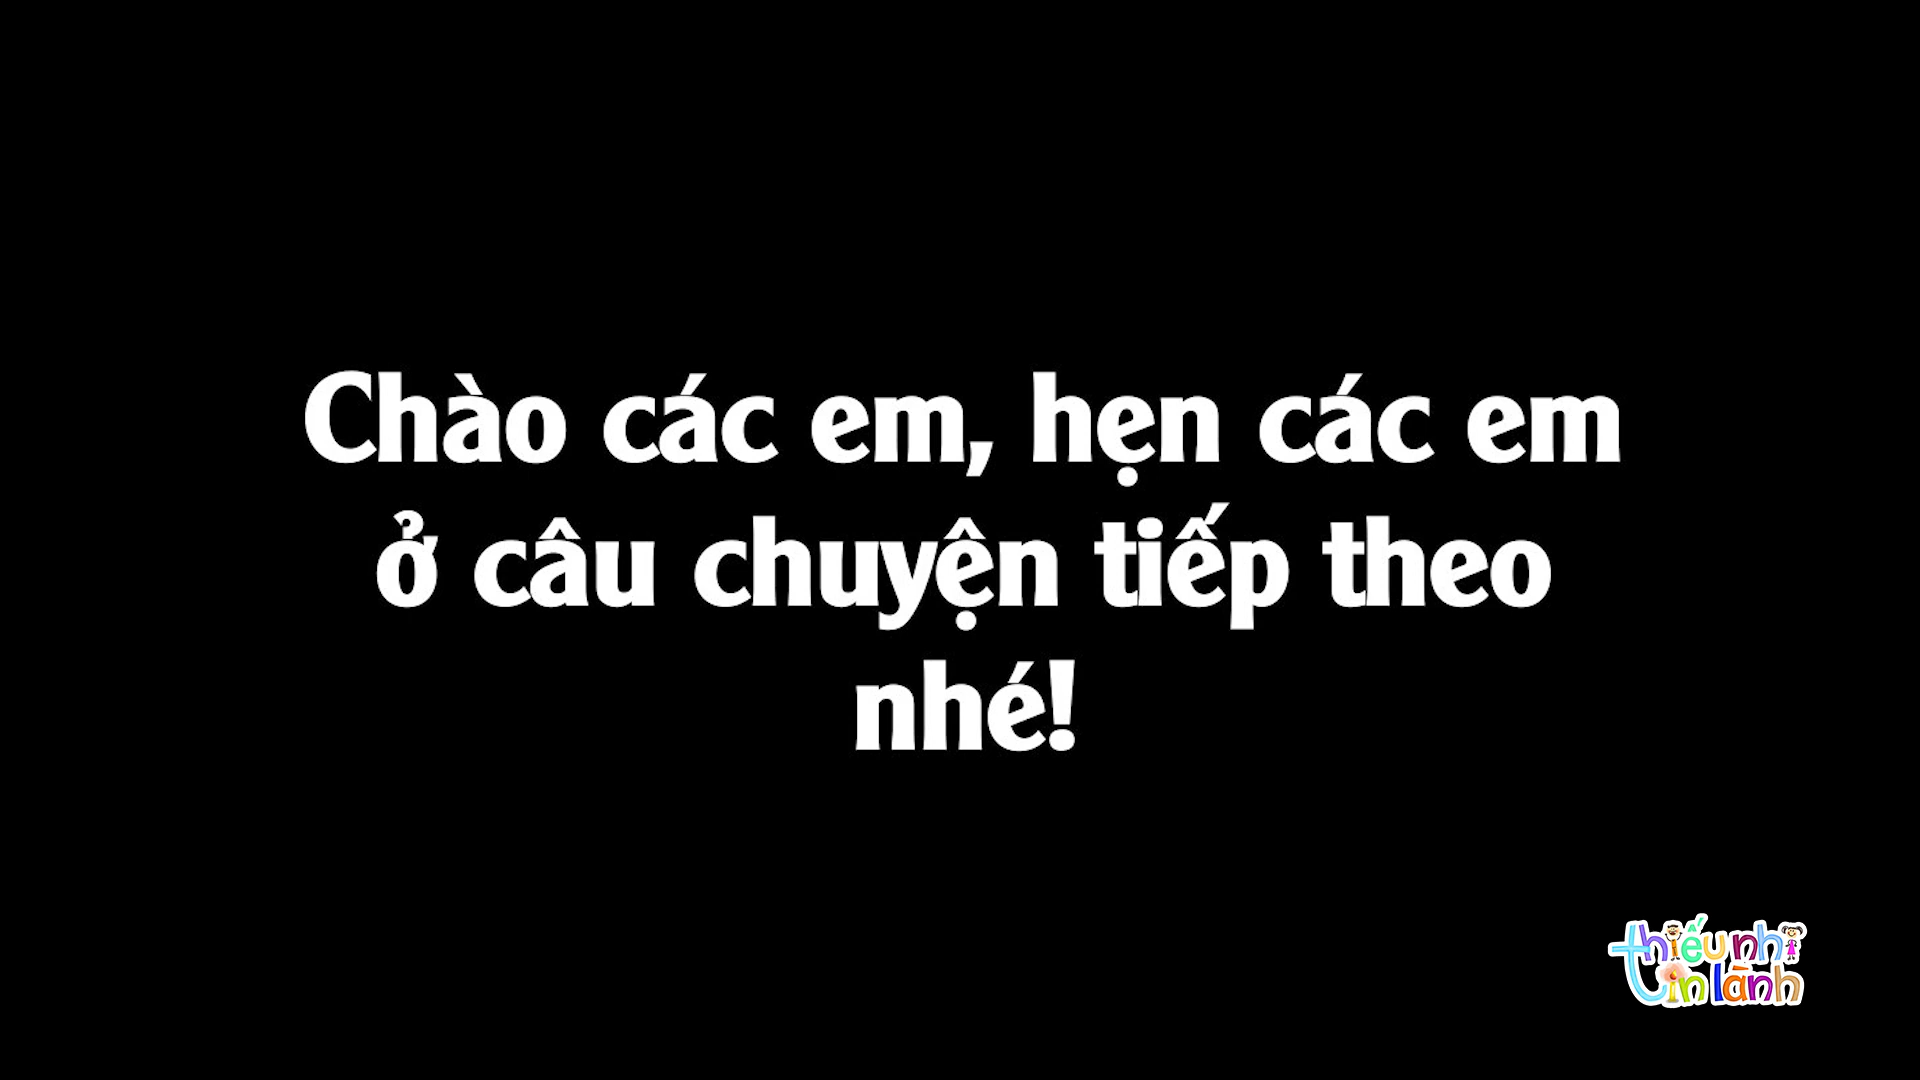 Chào các em, hẹn các em
ở câu chuyện tiếp theo
nhé!
thiếu nhi
tin lành